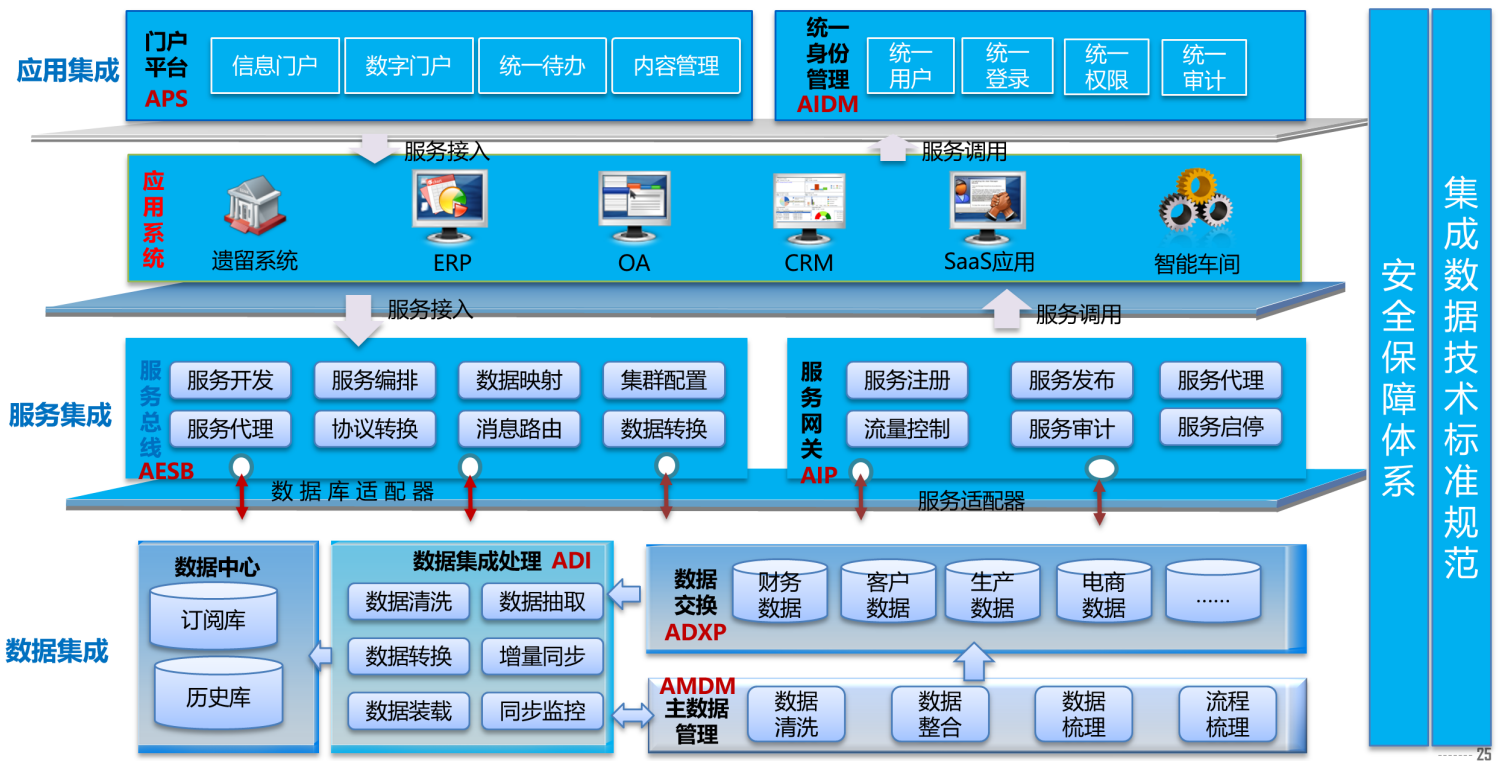 应用集成
门户
平台
APS
信息门户
数字门户
统一待办
内容管理
统一
身份
管理
AIDM
统一
用户
统一
登录
统一
权限
统一
审计
服务接入
服务调用
应用系统
遗留系统
ERP
OA
CRM
SaaS应用
智能车间
服务接入
服务调用
服务集成
服务总线
AESB
服务开发
服务编排
数据映射
集群配置
服务代理
协议转换
消息路由
数据转换
服务网关
AIP
服务注册
服务发布
服务代理
流量控制
服务审计
服务启停
数据库适配器
服务适配器
数据集成
数据中心
订阅库
历史库
数据集成处理 ADI
数据清洗
数据抽取
数据转换
增量同步
数据装载
同步监控
数据
交换
ADXP
财务
数据
客户
数据
生产
数据
电商
数据
......
AMDM
主数据
管理
数据
清洗
数据
整合
数据
梳理
流程
梳理
安全保障体系
集成数据技术标准规范
25